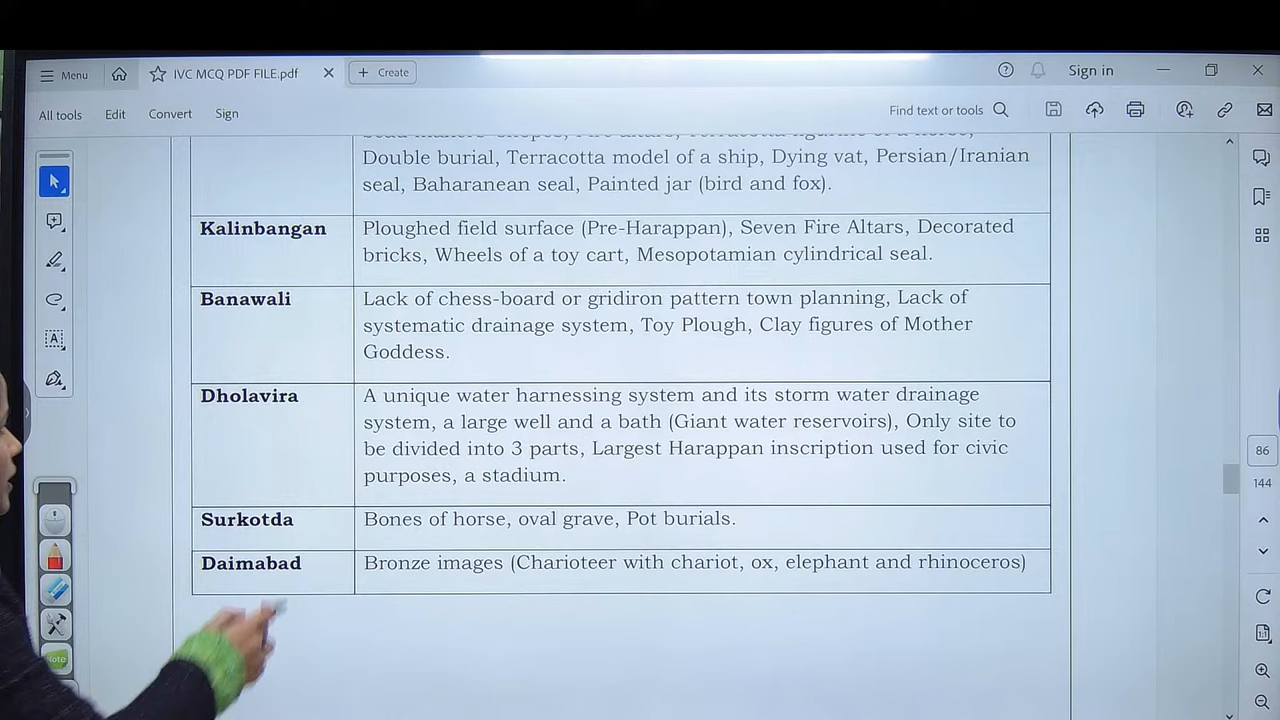 Menu
IVC MCQ PDF FILE.pdf
Create
Sign in
All tools
Edit
Convert
Sign
Find text or tools
Double burial, Terracotta model of a ship, Dying vat, Persian/Iranian
seal, Baharanean seal, Painted jar (bird and fox).
Kalinbangan
Ploughed field surface (Pre-Harappan), Seven Fire Altars, Decorated
bricks, Wheels of a toy cart, Mesopotamian cylindrical seal.
Banawali
Lack of chess-board or gridiron pattern town planning, Lack of
systematic drainage system, Toy Plough, Clay figures of Mother
Goddess.
Dholavira
A unique water harnessing system and its storm water drainage
system, a large well and a bath (Giant water reservoirs), Only site to
be divided into 3 parts, Largest Harappan inscription used for civic
purposes, a stadium.
Surkotda
Bones of horse, oval grave, Pot burials.
Daimabad
Bronze images (Charioteer with chariot, ox, elephant and rhinoceros)
86
144
Note